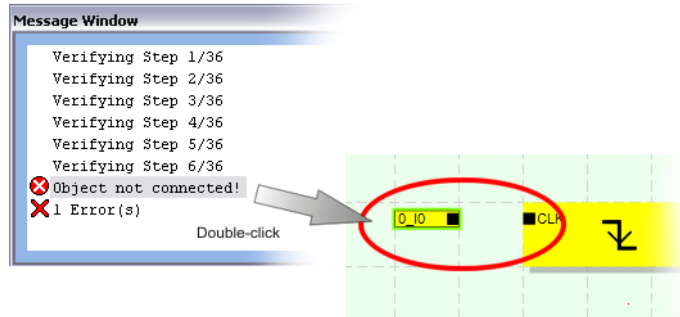 Message Window
Verifying Step 1/36
Verifying Step 2/36
Verifying Step 3/36
Verifying Step 4/36
Verifying Step 5/36
Verifying Step 6/36
Object not connected!
1 Error(s)
Double-click
0_I0
CLK